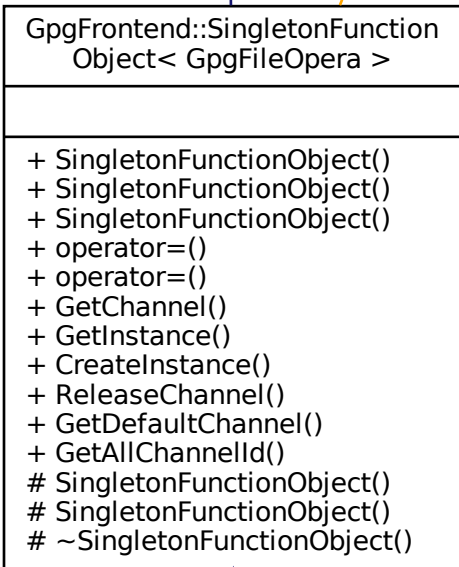 GpgFrontend::SingletonFunction
Object< GpgFileOpera >
+ SingletonFunctionObject()
+ SingletonFunctionObject()
+ SingletonFunctionObject()
+ operator=()
+ operator=()
+ GetChannel()
+ GetInstance()
+ CreateInstance()
+ ReleaseChannel()
+ GetDefaultChannel()
+ GetAllChannelId()
# SingletonFunctionObject()
# SingletonFunctionObject()
# ~SingletonFunctionObject()